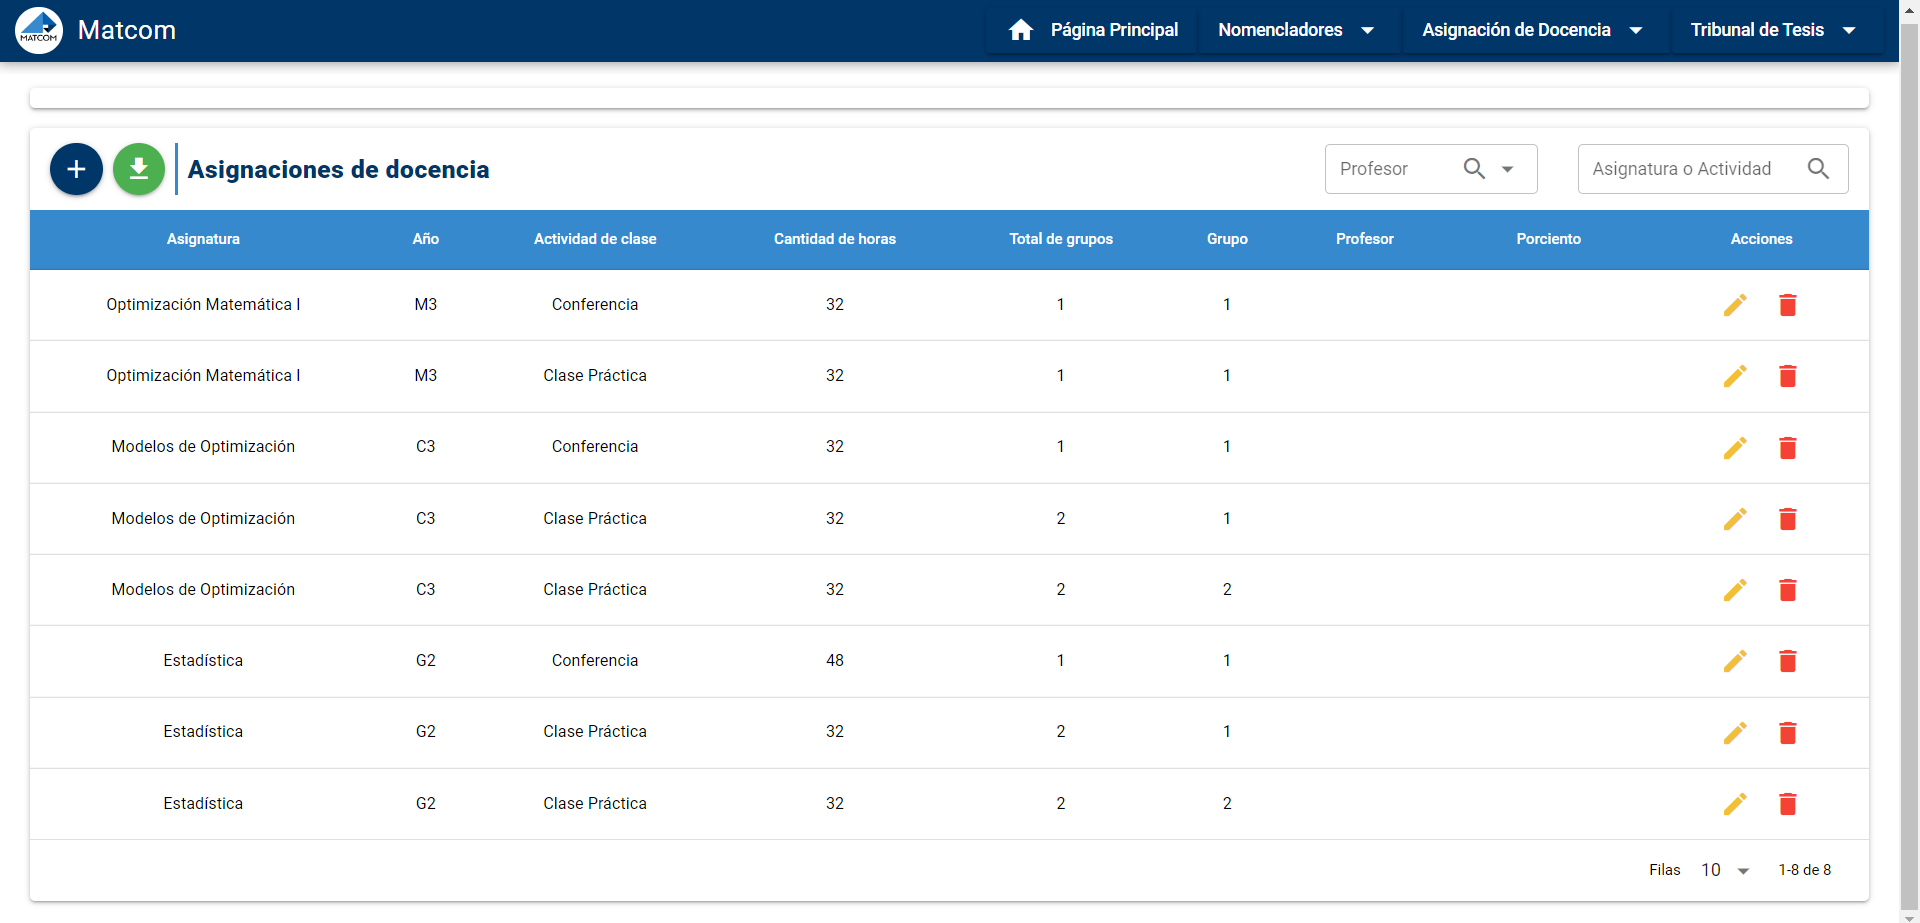 MATCOM Matcom Página Principal Nomencladores Asignación de Docencia Tribunal de Tesis
Asignaciones de docencia Profesor Asignatura o Actividad
Asignatura Año Actividad de clase Cantidad de horas Total de grupos Grupo Profesor Porciento Acciones
Optimización Matemática I M3 Conferencia 32 1 1
Optimización Matemática I M3 Clase Práctica 32 1 1
Modelos de Optimización C3 Conferencia 32 1 1
Modelos de Optimización C3 Clase Práctica 32 2 1
Modelos de Optimización C3 Clase Práctica 32 2 2
Estadística G2 Conferencia 48 1 1
Estadística G2 Clase Práctica 32 2 1
Estadística G2 Clase Práctica 32 2 2
Filas 10 1-8 de 8